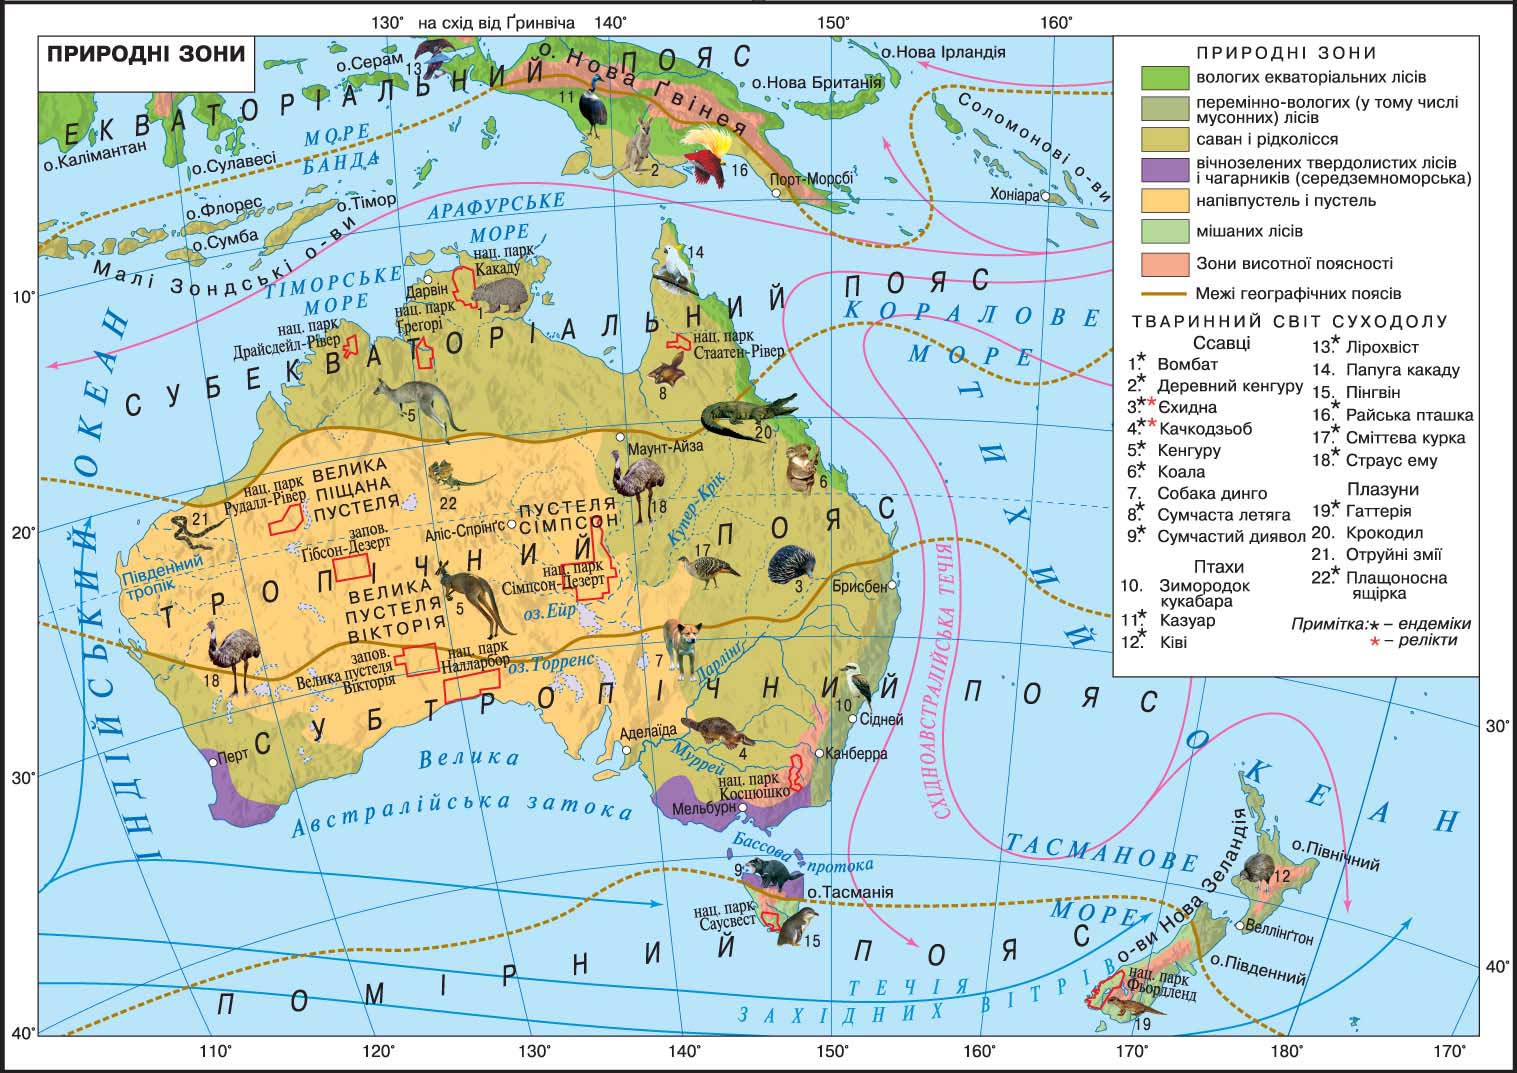 130° на схід від Ґринвіча 140° 150° 160°
ПРИРОДНІ ЗОНИ
ПРИРОДНІ ЗОНИ
вологих екваторіальних лісів
перемінно-вологих (у тому числі
мусонних) лісів
саван і рідколісся
вічнозелених твердолистих лісів
і чагарників (середземноморська)
напівпустель і пустель
мішаних лісів
Зони висотної поясності
Межі географічних поясів
ТВАРИННИЙ СВІТ СУХОДОЛУ
Ссавці
1.* Вомбат
2.* Деревний кенгуру
3.** Єхидна
4.** Качкодзьоб
5.* Кенгуру
6.* Коала
7. Собака динго
8.* Сумчаста летяга
9.* Сумчастий диявол
Птахи
10. Зимородок
кукабара
11.* Казуар
12.* Ківі
13.* Лірохвіст
14. Папуга какаду
15. Пінгвін
16.* Райська пташка
17.* Сміттєва курка
18.* Страус ему
Плазуни
19.* Гаттерія
20. Крокодил
21. Отруйні змії
22.* Плащоносна
ящірка
Примітка:* – ендеміки
* – релікти
ЕКВАТОРІАЛЬНИЙ ПОЯС
о.Серам
13
о. Нова Ґвінея
о.Нова Ірландія
о.Нова Британія
11
2
16
Соломонові о-ви
Хоніара
Порт-Морсбі
МОРЕ
БАНДА
о.Калімантан
о.Сулавесі
о.Флорес
о.Сумба
о.Тімор
Малі Зондські о-ви
АРАФУРСЬКЕ
МОРЕ
ТІМОРСЬКЕ
МОРЕ
нац. парк
Какаду
Дарвін
1
нац. парк
Грегорі
нац. парк
Драйсдейл-Рівер
14
нац. парк
Стаатен-Рівер
8
СУБЕКВАТОРІАЛЬНИЙ ПОЯС
КОРАЛОВЕ
МОРЕ
ТИХИЙ
ОКЕАН
ІНДІЙСЬКИЙ ОКЕАН
5
20
Маунт-Айза
6
ВЕЛИКА
ПІЩАНА
ПУСТЕЛЯ
22
нац. парк
Рудалл-Рівер
21
18
Купер-Крік
ПУСТЕЛЯ
СІМПСОН
Аліс-Спрінґс
запов.
Гібсон-Дезерт
Південний
тропік
ТРОПІЧНИЙ ПОЯС
ВЕЛИКА
ПУСТЕЛЯ
ВІКТОРІЯ
5
нац. парк
Сімпсон-Дезерт
17
3
Брисбен
оз.Ейр
18
запов.
Велика пустеля
Вікторія
нац. парк
Налларбор
оз.Торренс
7
Дарлінг
10
СУБТРОПІЧНИЙ ПОЯС
Сідней
Аделаїда
4
Муррей
Канберра
нац. парк
Косцюшко
Мельбурн
Перт
Велика
Австралійська затока
Бассова
протока
9
о.Тасманія
нац. парк
Саусвест
15
СХІДНОАВСТРАЛІЙСЬКА ТЕЧІЯ
ТАСМАНОВЕ
МОРЕ
ПОМІРНИЙ ПОЯС
ТЕЧІЯ
ЗАХІДНИХ ВІТРІВ
о-ви Нова Зеландія
о.Північний
12
Веллінґтон
о.Південний
нац. парк
Фьордленд
19
10°
20°
30°
40°
30°
40°
110° 120° 130° 140° 150° 160° 170° 180° 170°